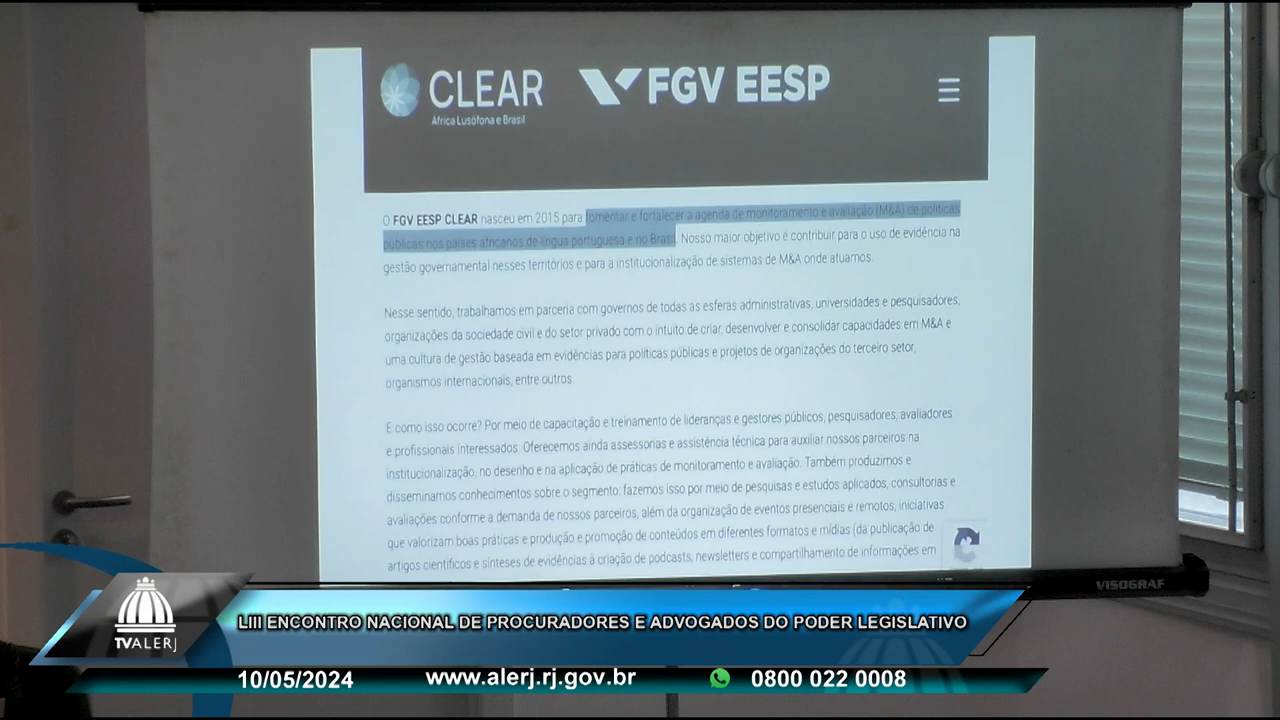 CLEAR
África Lusófona e Brasil
FGV EESP
O FGV EESP CLEAR nasceu em 2015 para fomentar e fortalecer a agenda de monitoramento e avaliação (M&A) de políticas
públicas nos países africanos de língua portuguesa e no Brasil. Nosso maior objetivo é contribuir para o uso de evidência na
gestão governamental nesses territórios e para a institucionalização de sistemas de M&A onde atuamos.
Nesse sentido, trabalhamos em parceria com governos de todas as esferas administrativas, universidades e pesquisadores,
organizações da sociedade civil e do setor privado com o intuito de criar, desenvolver e consolidar capacidades em M&A e
uma cultura de gestão baseada em evidências para políticas públicas e projetos de organizações do terceiro setor,
organismos internacionais, entre outros.
E como isso ocorre? Por meio de capacitação e treinamento de lideranças e gestores públicos, pesquisadores, avaliadores
e profissionais interessados. Oferecemos ainda assessorias e assistência técnica para auxiliar nossos parceiros na
institucionalização, no desenho e na aplicação de práticas de monitoramento e avaliação. Também produzimos e
disseminamos conhecimentos sobre o segmento: fazemos isso por meio de pesquisas e estudos aplicados, consultorias e
avaliações conforme a demanda de nossos parceiros, além da organização de eventos presenciais e remotos, iniciativas
que valorizam boas práticas e produção e promoção de conteúdos em diferentes formatos e mídias (da publicação de
artigos científicos e sínteses de evidências à criação de podcasts, newsletters e compartilhamento de informações em
VISOGRAF
TVALERJ
LIII ENCONTRO NACIONAL DE PROCURADORES E ADVOGADOS DO PODER LEGISLATIVO
10/05/2024
www.alerj.rj.gov.br
0800 022 0008